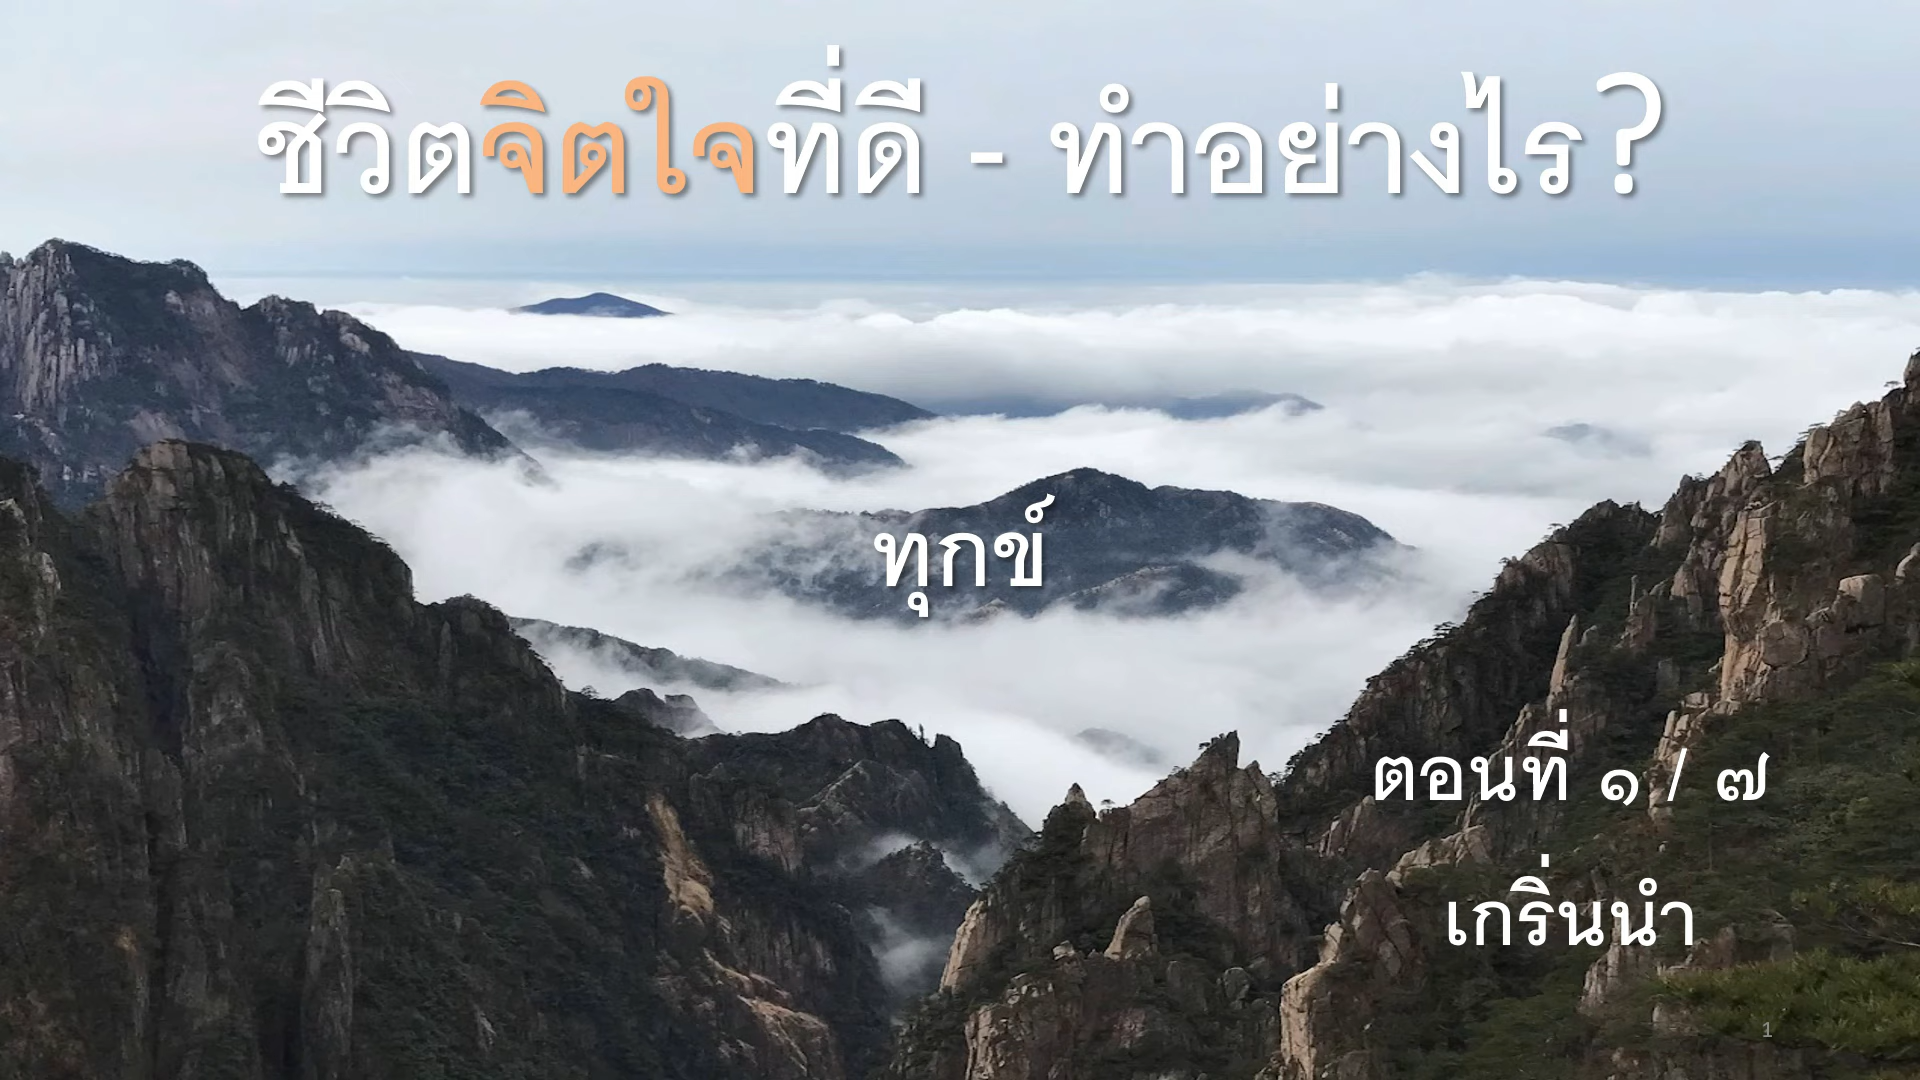 ชีวิตจิตใจที่ดี - ทำอย่างไร?
ทุกข์
ตอนที่ ๑ / ๗
เกริ่นนำ
1